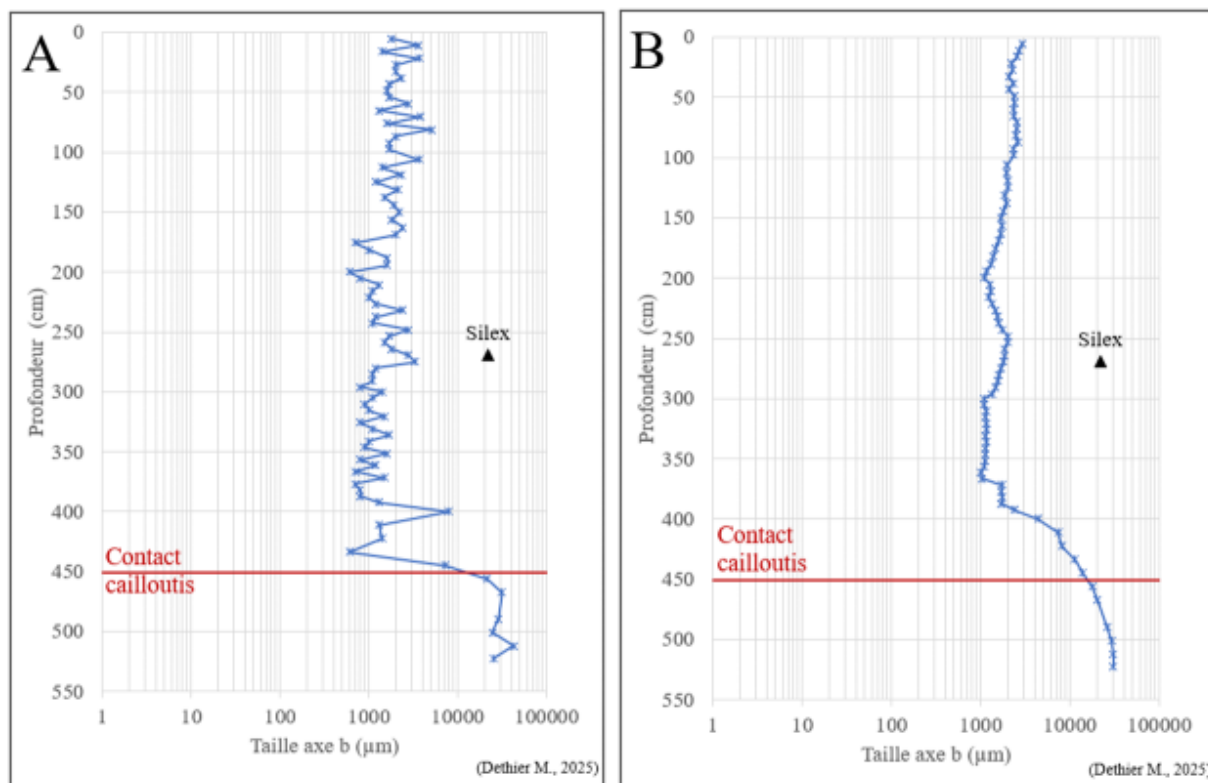 A
0
50
100
150
200
250
300
350
400
450
500
550
Profondeur (cm)
Silex
Contact
cailloutis
1
10
100
1000
10000
100000
Taille axe b (µm)
(Dethier M., 2025)
B
0
50
100
150
200
250
300
350
400
450
500
550
Profondeur (cm)
Silex
Contact
cailloutis
1
10
100
1000
10000
100000
Taille axe b (µm)
(Dethier M., 2025)